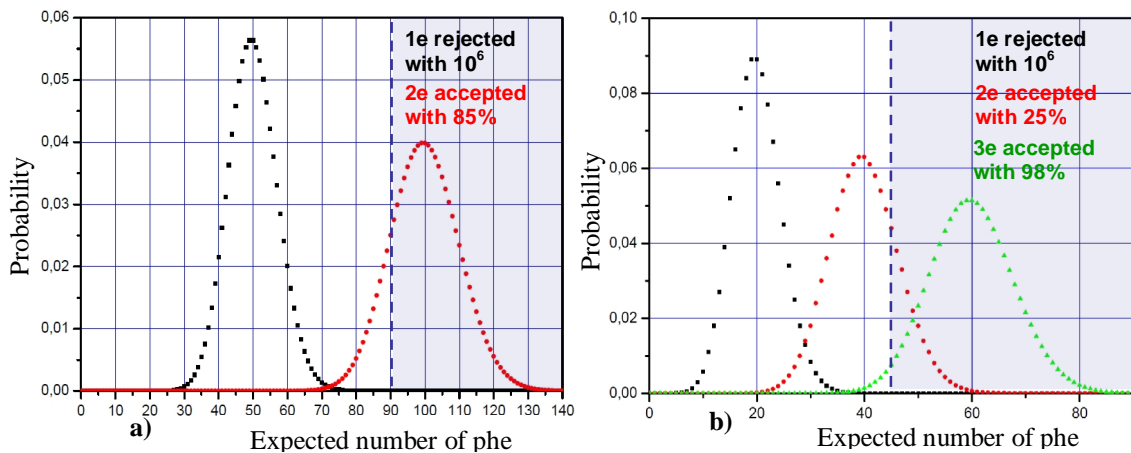 0,06
0,05
0,04
0,03
0,02
0,01
0,00
Probability
1e rejected
with 10⁶
2e accepted
with 85%
0 10 20 30 40 50 60 70 80 90 100 110 120 130 140
a)
Expected number of phe
0,10
0,08
0,06
0,04
0,02
0,00
Probability
1e rejected
with 10⁶
2e accepted
with 25%
3e accepted
with 98%
0 20 40 60 80
b)
Expected number of phe